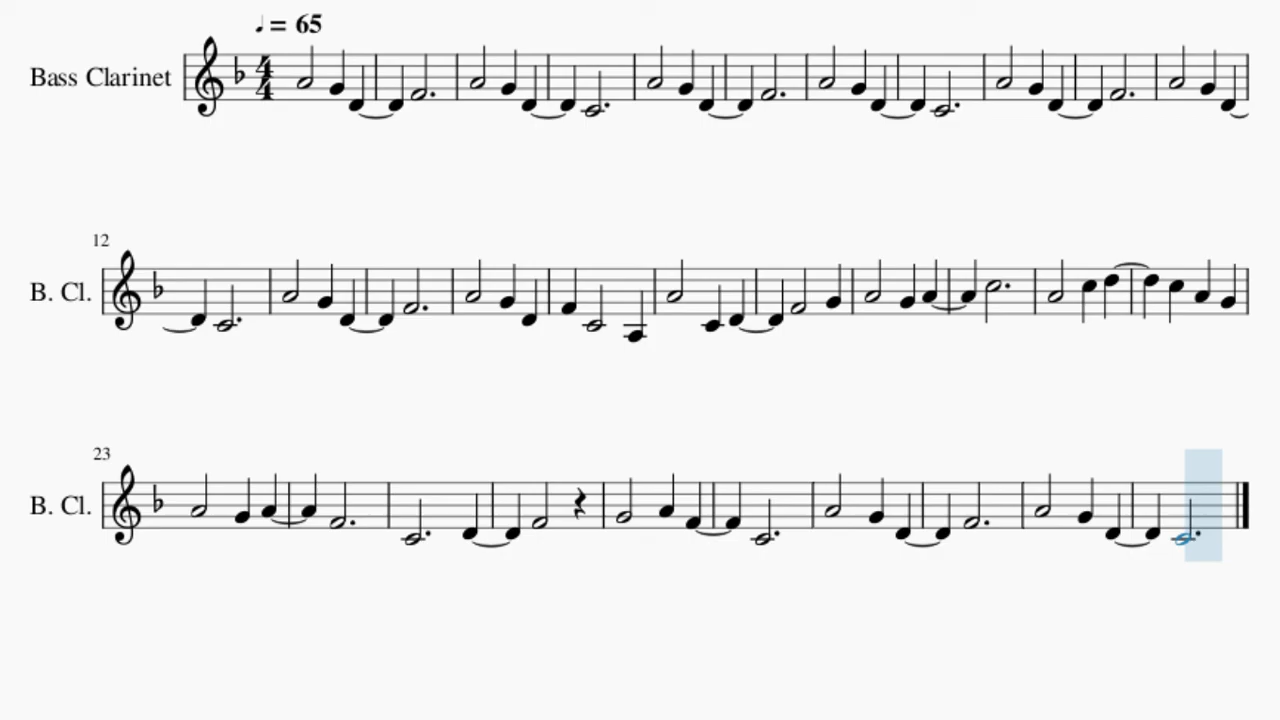 ♩ = 65
Bass Clarinet
4
4
12
B. Cl.
23
B. Cl.